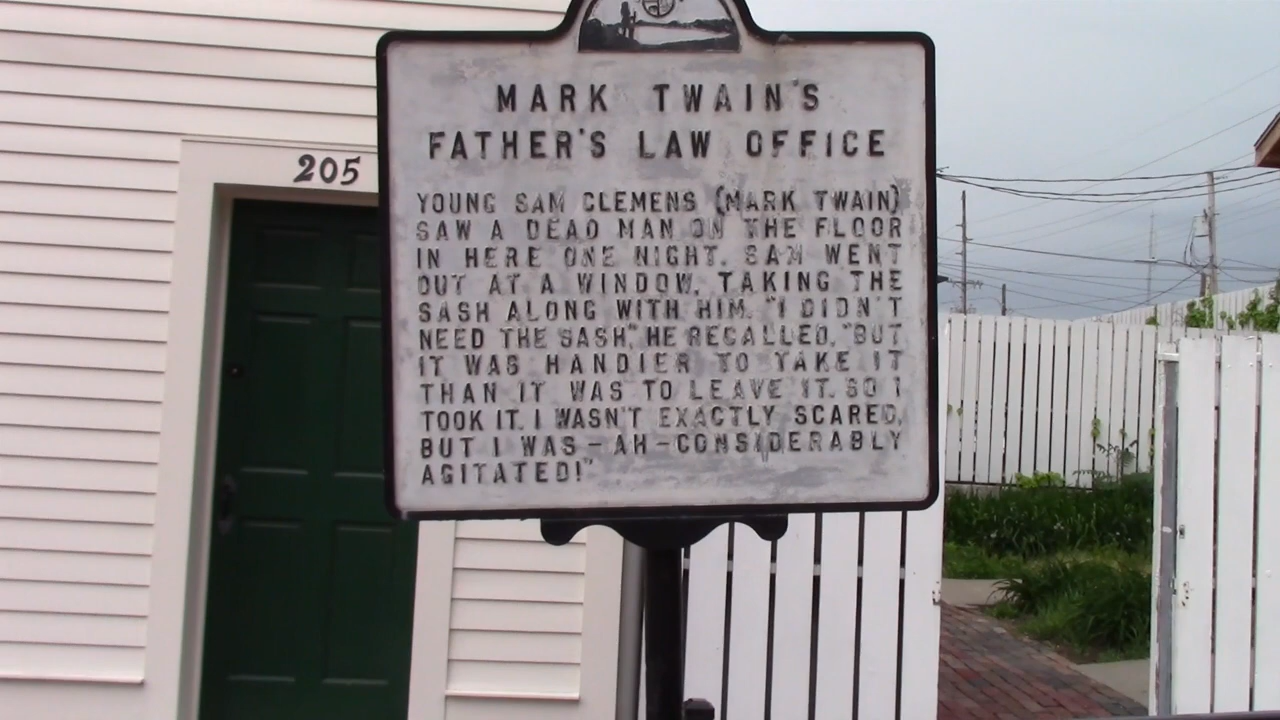 MARK TWAIN'S
FATHER'S LAW OFFICE
205
YOUNG SAM CLEMENS (MARK TWAIN)
SAW A DEAD MAN ON THE FLOOR
IN HERE ONE NIGHT. SAM WENT
OUT AT A WINDOW, TAKING THE
SASH ALONG WITH HIM. "I DIDN'T
NEED THE SASH," HE RECALLED, "BUT
IT WAS HANDIER TO TAKE IT
THAN IT WAS TO LEAVE IT. SO I
TOOK IT. I WASN'T EXACTLY SCARED,
BUT I WAS – AH – CONSIDERABLY
AGITATED!"